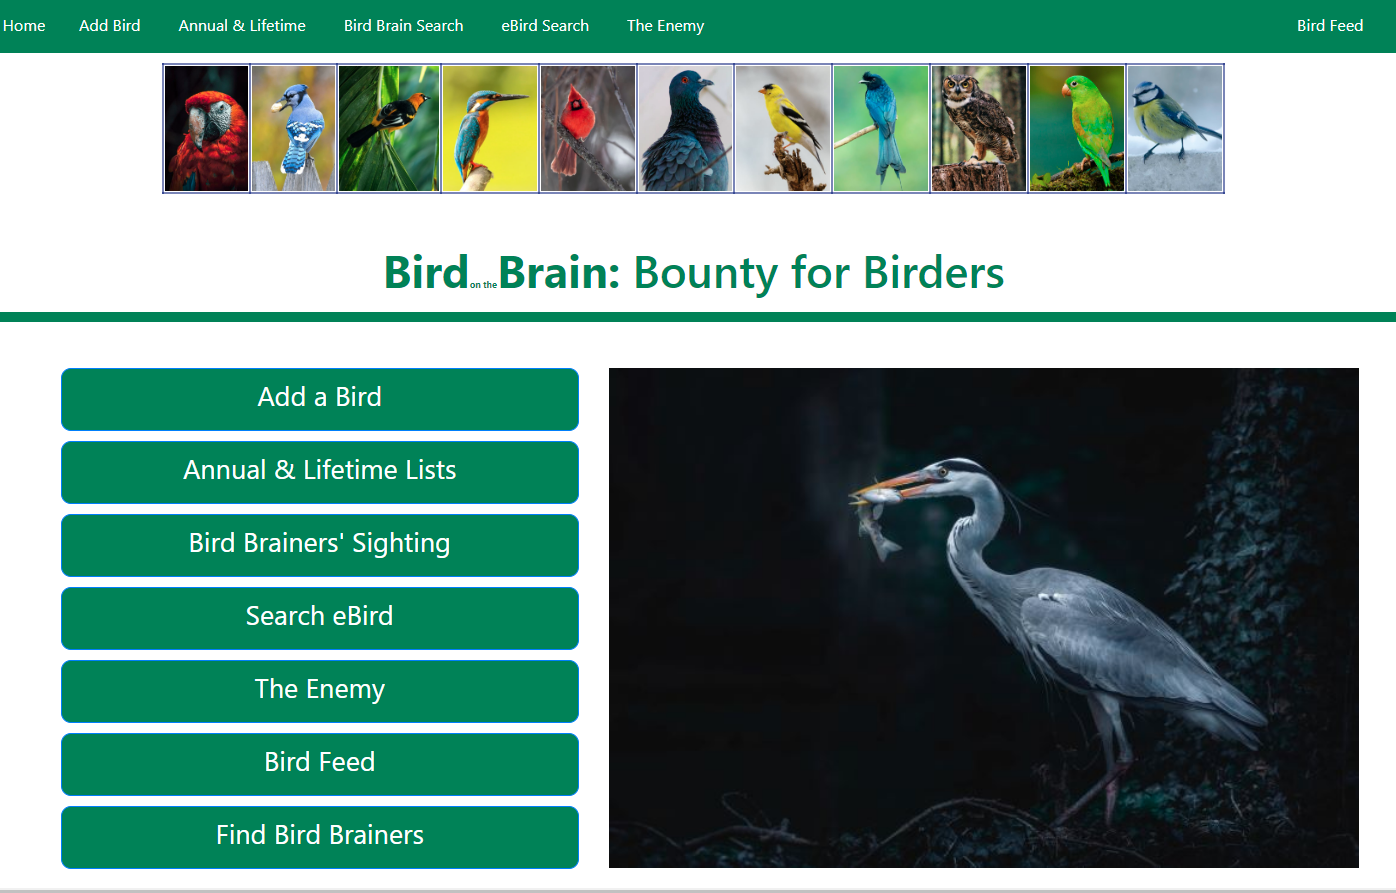 Home Add Bird Annual & Lifetime Bird Brain Search eBird Search The Enemy Bird Feed
Bird on the Brain: Bounty for Birders
Add a Bird
Annual & Lifetime Lists
Bird Brainers' Sighting
Search eBird
The Enemy
Bird Feed
Find Bird Brainers